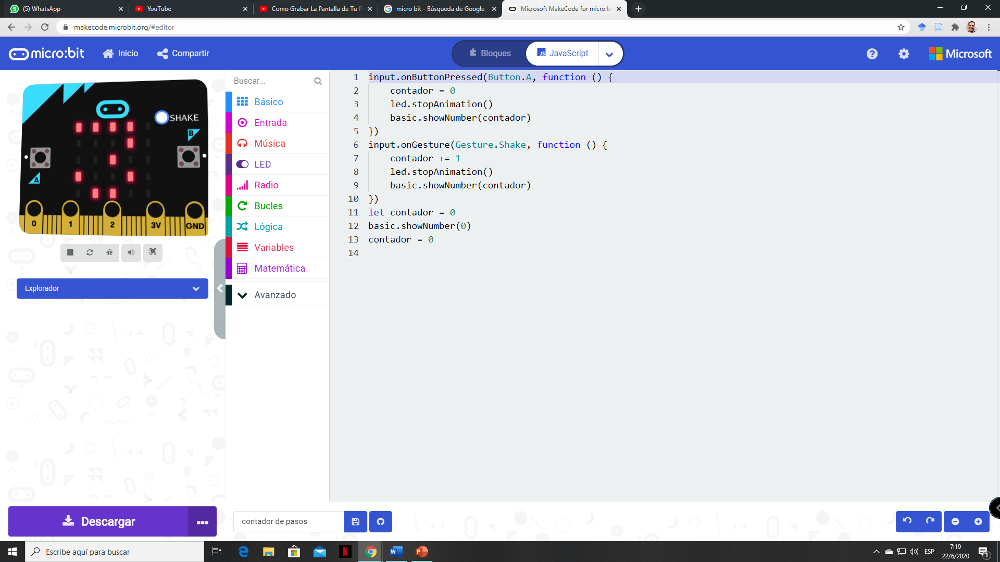 (5) WhatsApp
YouTube
Como Grabar La Pantalla de Tu P
micro bit - Búsqueda de Google
Microsoft MakeCode for micro:bi
makecode.microbit.org/#editor
micro:bit
Inicio
Compartir
Bloques
JS JavaScript
?
Microsoft
SHAKE
B
A
0 1 2 3V GND
Explorador
Buscar...
Básico
Entrada
Música
LED
Radio
Bucles
Lógica
Variables
Matemática
Avanzado
1 input.onButtonPressed(Button.A, function () {
2 contador = 0
3 led.stopAnimation()
4 basic.showNumber(contador)
5 })
6 input.onGesture(Gesture.Shake, function () {
7 contador += 1
8 led.stopAnimation()
9 basic.showNumber(contador)
10 })
11 let contador = 0
12 basic.showNumber(0)
13 contador = 0
14
Descargar
contador de pasos
Escribe aquí para buscar
ESP
7:19
22/6/2020
1